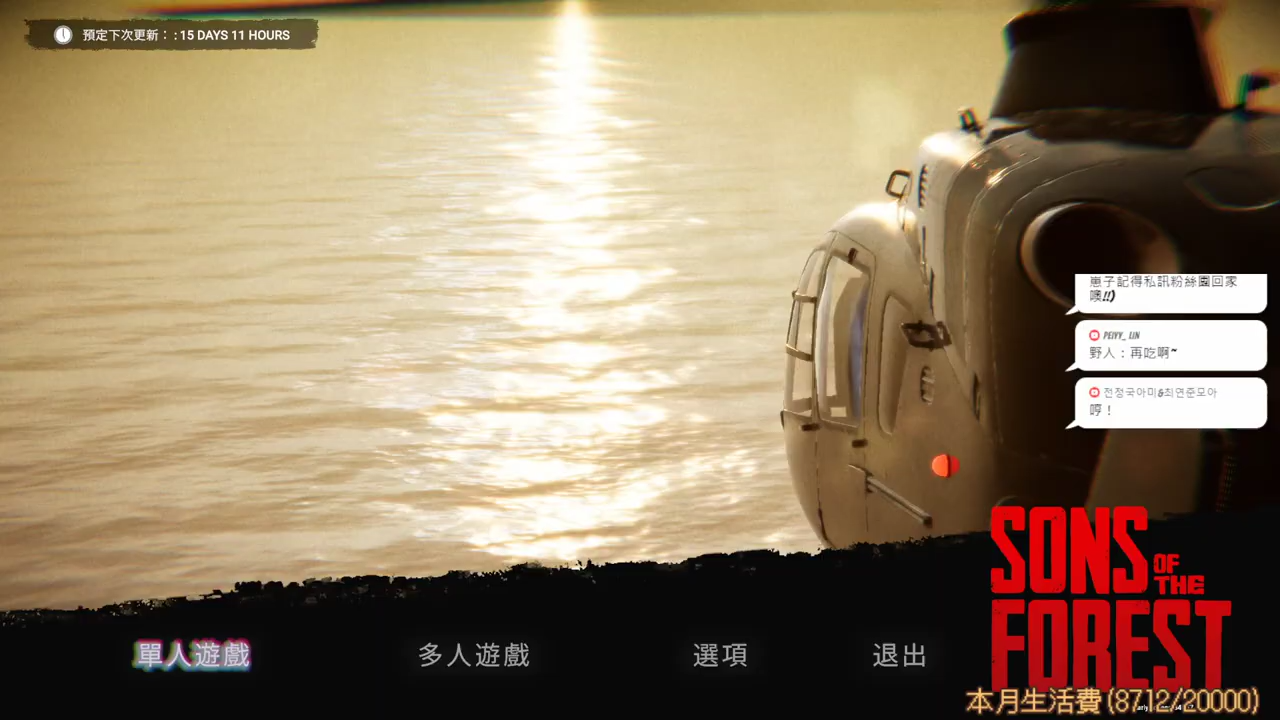 預定下次更新：: 15 DAYS 11 HOURS
崽子記得私訊粉絲團回家
噢!!)
PEIYY_ LIN
野人：再吃啊~
전정국아미&최연준모아
哼！
SONS
OF
THE
FOREST
單人遊戲
多人遊戲
選項
退出
本月生活費 (8712/20000)